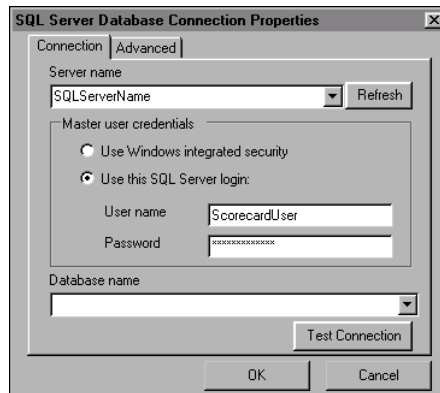 SQL Server Database Connection Properties
Connection Advanced
Server name
SQLServerName Refresh
Master user credentials
Use Windows integrated security
Use this SQL Server login:
User name ScorecardUser
Password *************
Database name
Test Connection
OK Cancel